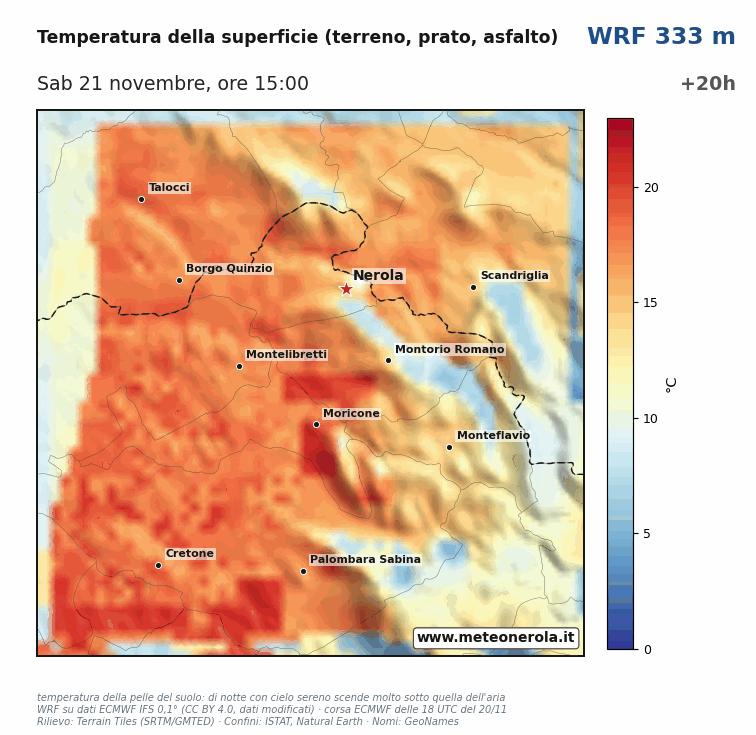 Temperatura della superficie (terreno, prato, asfalto)
WRF 333 m
Sab 21 novembre, ore 15:00
+20h
Talocci
Borgo Quinzio
Nerola
Scandriglia
Montelibretti
Montorio Romano
Moricone
Monteflavio
Cretone
Palombara Sabina
www.meteonerola.it
20
15
10
5
0
°C
temperatura della pelle del suolo: di notte con cielo sereno scende molto sotto quella dell'aria
WRF su dati ECMWF IFS 0,1° (CC BY 4.0, dati modificati) · corsa ECMWF delle 18 UTC del 20/11
Rilievo: Terrain Tiles (SRTM/GMTED) · Confini: ISTAT, Natural Earth · Nomi: GeoNames